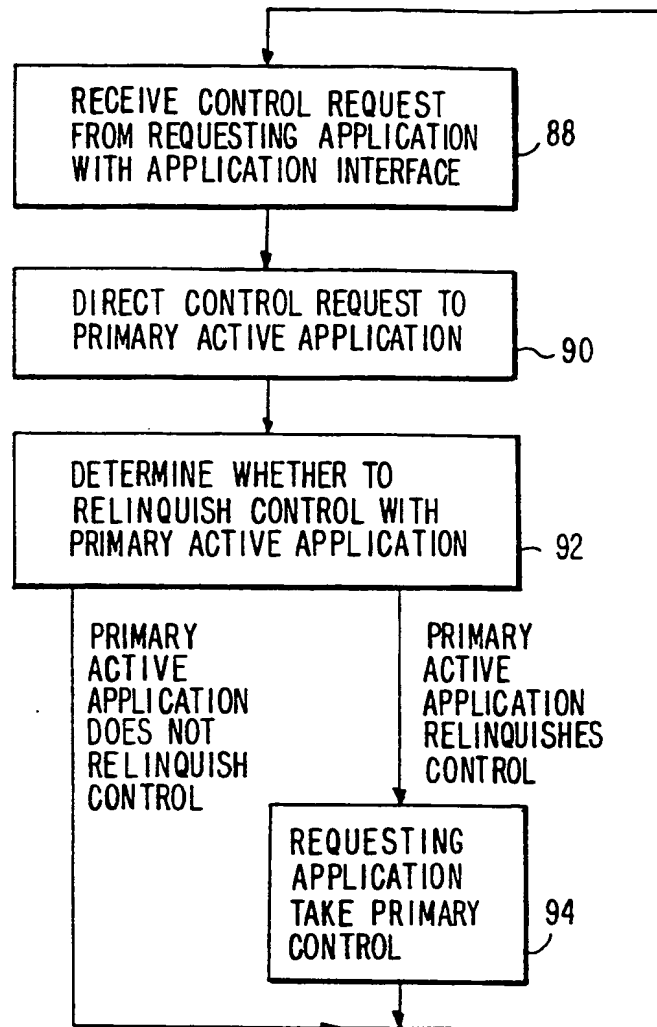 RECEIVE CONTROL REQUEST
FROM REQUESTING APPLICATION
WITH APPLICATION INTERFACE
88
DIRECT CONTROL REQUEST TO
PRIMARY ACTIVE APPLICATION
90
DETERMINE WHETHER TO
RELINQUISH CONTROL WITH
PRIMARY ACTIVE APPLICATION
92
PRIMARY
ACTIVE
APPLICATION
DOES NOT
RELINQUISH
CONTROL
PRIMARY
ACTIVE
APPLICATION
RELINQUISHES
CONTROL
REQUESTING
APPLICATION
TAKE PRIMARY
CONTROL
94